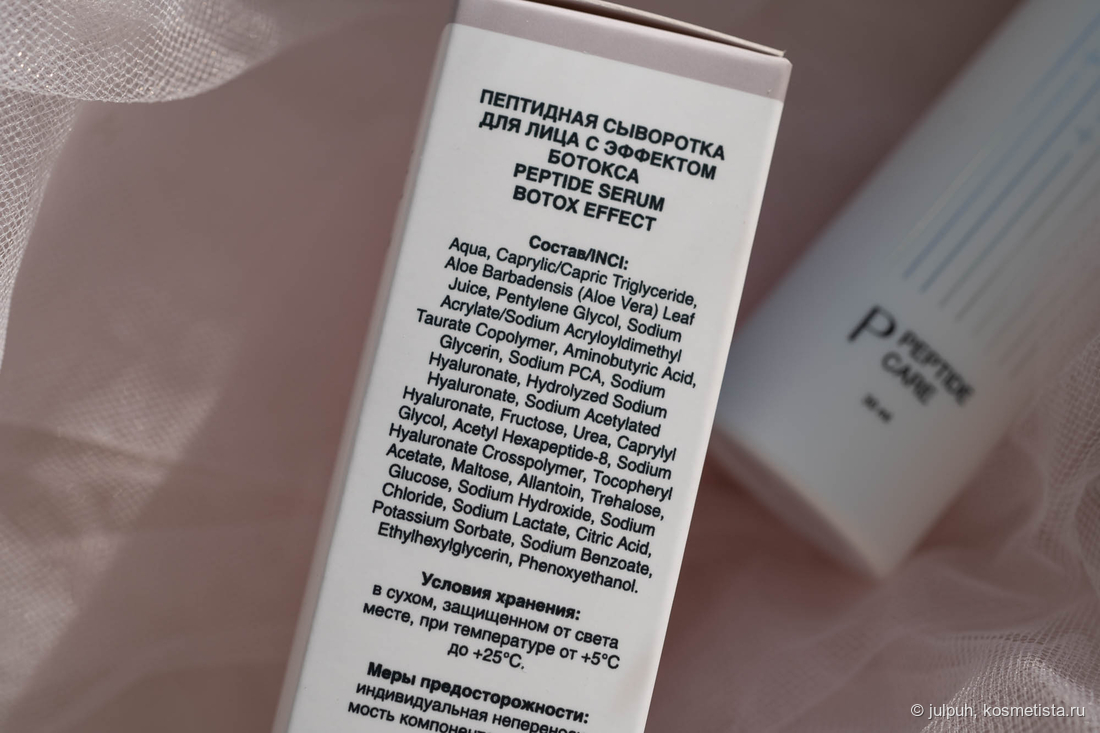 ПЕПТИДНАЯ СЫВОРОТКА
ДЛЯ ЛИЦА С ЭФФЕКТОМ
БОТОКСА
PEPTIDE SERUM
BOTOX EFFECT
Состав/INCI:
Aqua, Caprylic/Capric Triglyceride,
Aloe Barbadensis (Aloe Vera) Leaf
Juice, Pentylene Glycol, Sodium
Acrylate/Sodium Acryloyldimethyl
Taurate Copolymer, Aminobutyric Acid,
Glycerin, Sodium PCA, Sodium
Hyaluronate, Hydrolyzed Sodium
Hyaluronate, Sodium Acetylated
Hyaluronate, Fructose, Urea, Caprylyl
Glycol, Acetyl Hexapeptide-8, Sodium
Hyaluronate Crosspolymer, Tocopheryl
Acetate, Maltose, Allantoin, Trehalose,
Glucose, Sodium Hydroxide, Sodium
Chloride, Sodium Lactate, Citric Acid,
Potassium Sorbate, Sodium Benzoate,
Ethylhexylglycerin, Phenoxyethanol.
Условия хранения:
в сухом, защищенном от света
месте, при температуре от +5°C
до +25°C.
Меры предосторожности:
индивидуальная неперенос
мость компонент
P PEPTIDE
CARE
© julpuh, kosmetista.ru